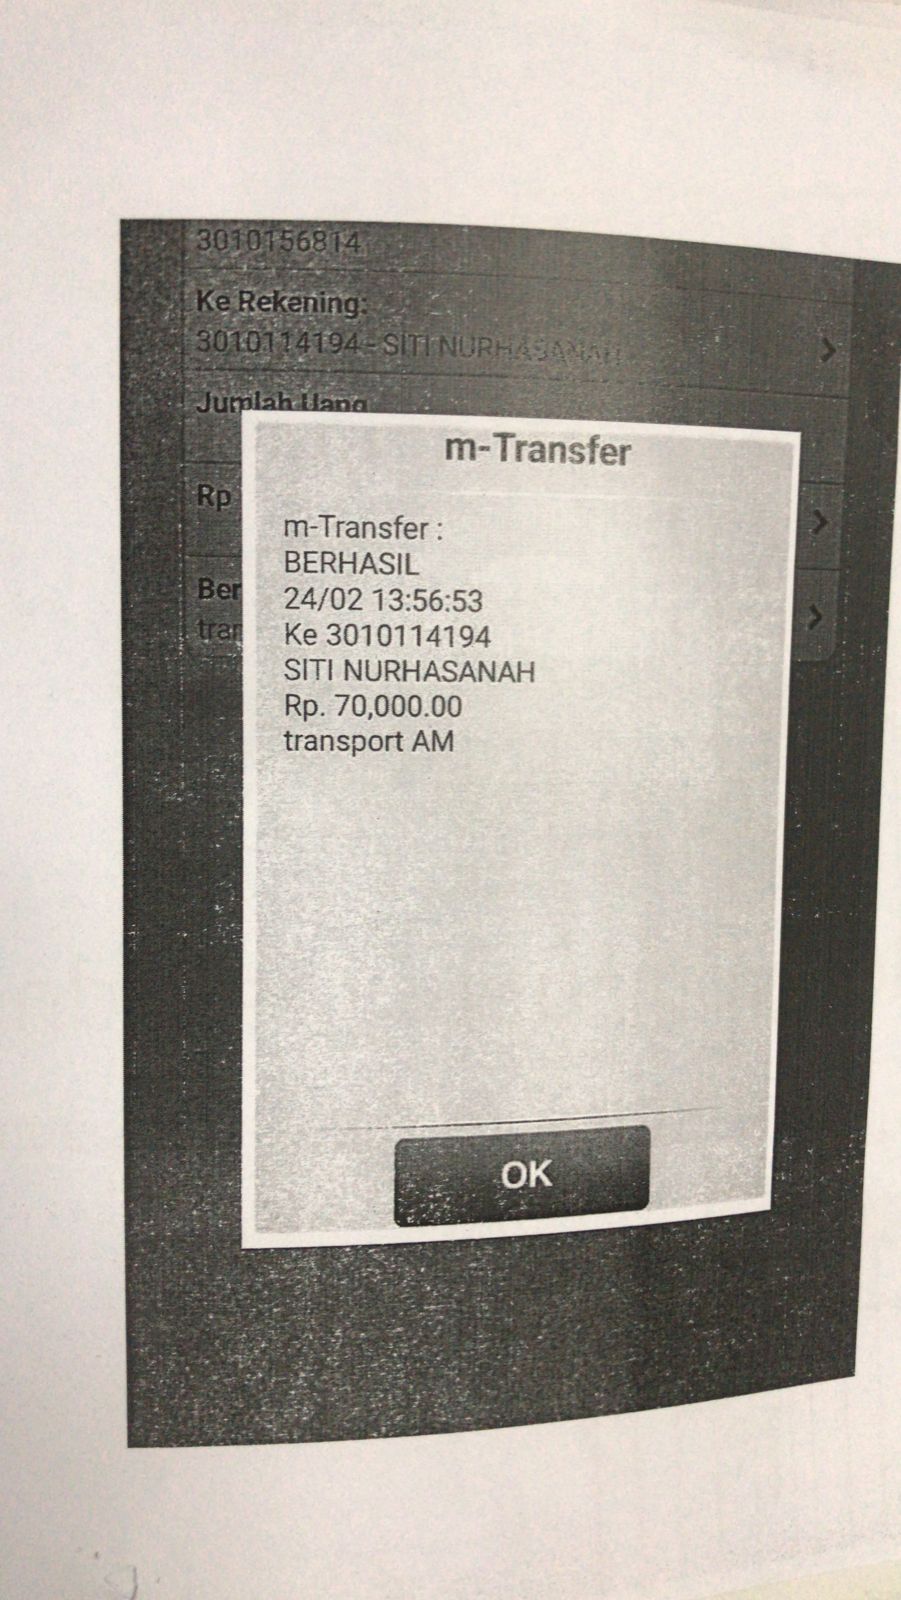 3010156814
Ke Rekening:
3010114194 - SITI NURHASANAH
Jumlah Uang
m-Transfer
Rp
m-Transfer :
BERHASIL
Ber
24/02 13:56:53
tran
Ke 3010114194
SITI NURHASANAH
Rp. 70,000.00
transport AM
OK